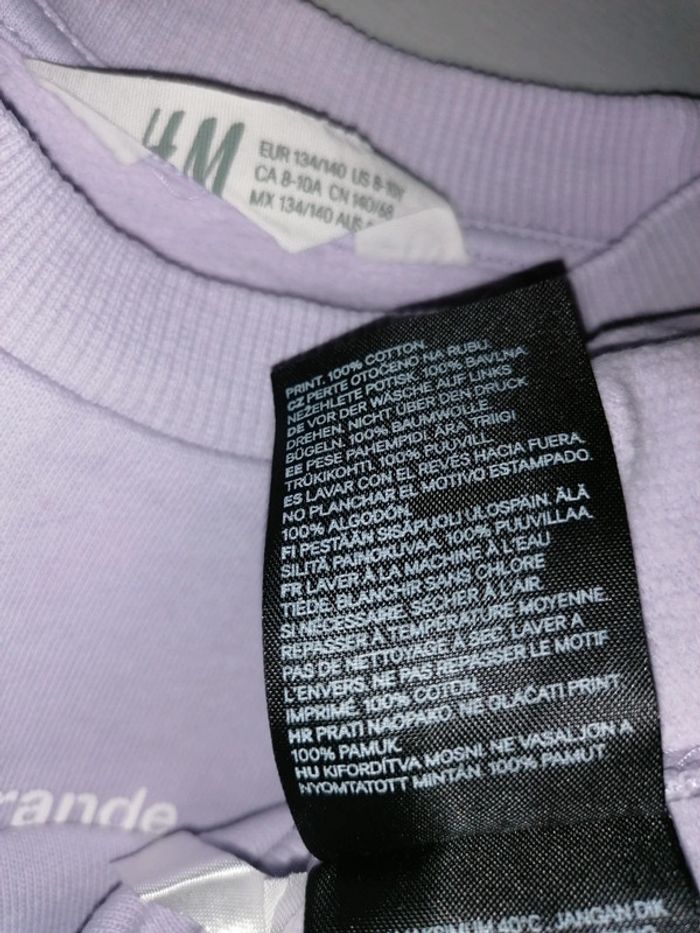 H&M
EUR 134/140 US 8-10Y
CA 8-10A CN 140/68
MX 134/140 AUS
PRINT. 100% COTTON.
CZ PERTE OTOČENO NA RUBU.
NEŽEHLETE POTISK. 100% BAVLNA
DE VOR DER WÄSCHE AUF LINKS
DREHEN. NICHT ÜBER DEN DRUCK
BÜGELN. 100% BAUMWOLLE
EE PESE PAHEMPIDI. ÄRA TRIIGI
TRÜKIKOHTI. 100% PUUVILL
ES LAVAR CON EL REVÉS HACIA FUERA.
NO PLANCHAR EL MOTIVO ESTAMPADO.
100% ALGODÓN.
FI PESTÄÄN SISÄPUOLI ULOSPÄIN. ÄLÄ
SILITÄ PAINOKUVAA. 100% PUUVILLAA
FR LAVER À LA MACHINE À L'EAU
TIÈDE. BLANCHIR SANS CHLORE
SI NÉCESSAIRE. SÉCHER À L'AIR.
REPASSER À TEMPÉRATURE MOYENNE.
PAS DE NETTOYAGE À SEC. LAVER À
L'ENVERS. NE PAS REPASSER LE MOTIF
IMPRIMÉ. 100% COTON.
HR PRATI NAOPAKO. NE GLAČATI PRINT.
100% PAMUK.
HU KIFORDÍTVA MOSNI. NE VASALJON A
NYOMTATOTT MINTÁN. 100% PAMUT
rande
MAXIMUM 40°C, JANGAN DIK